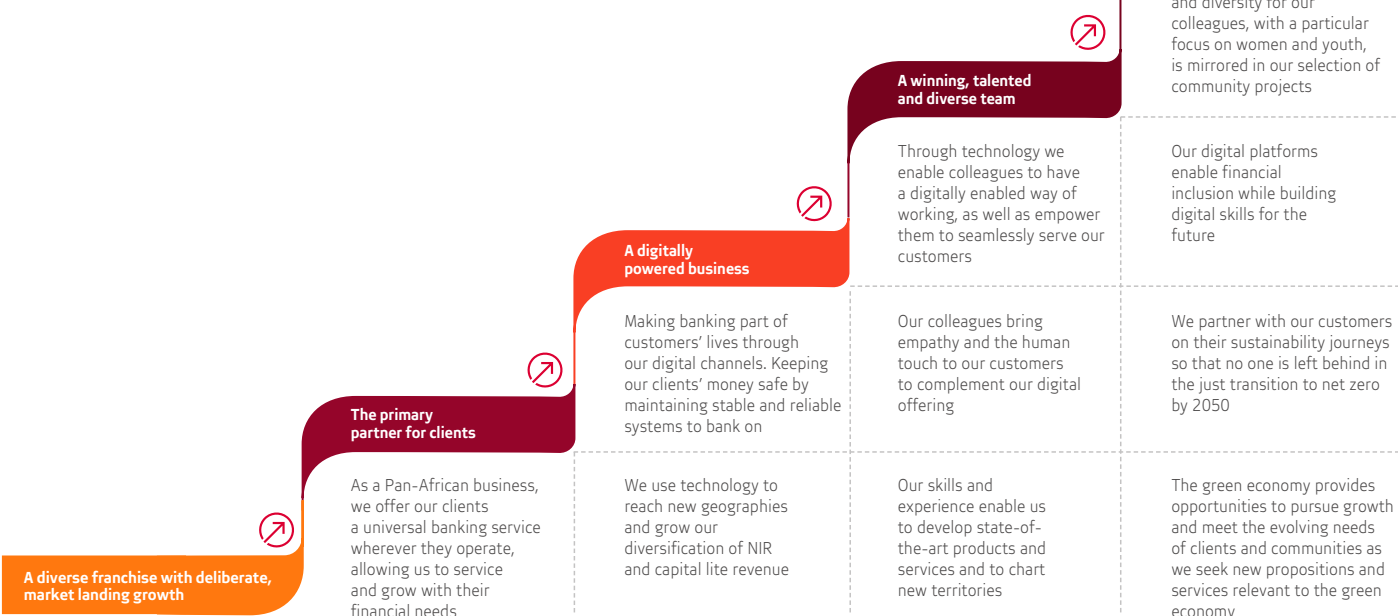 and diversity for our
colleagues, with a particular
focus on women and youth,
is mirrored in our selection of
community projects
A winning, talented
and diverse team
Through technology we
enable colleagues to have
a digitally enabled way of
working, as well as empower
them to seamlessly serve our
customers
Our digital platforms
enable financial
inclusion while building
digital skills for the
future
A digitally
powered business
Making banking part of
customers’ lives through
our digital channels. Keeping
our clients’ money safe by
maintaining stable and reliable
systems to bank on
Our colleagues bring
empathy and the human
touch to our customers
to complement our digital
offering
We partner with our customers
on their sustainability journeys
so that no one is left behind in
the just transition to net zero
by 2050
The primary
partner for clients
As a Pan-African business,
we offer our clients
a universal banking service
wherever they operate,
allowing us to service
and grow with their
financial needs
We use technology to
reach new geographies
and grow our
diversification of NIR
and capital lite revenue
Our skills and
experience enable us
to develop state-of-
the-art products and
services and to chart
new territories
The green economy provides
opportunities to pursue growth
and meet the evolving needs
of clients and communities as
we seek new propositions and
services relevant to the green
economy
A diverse franchise with deliberate,
market landing growth